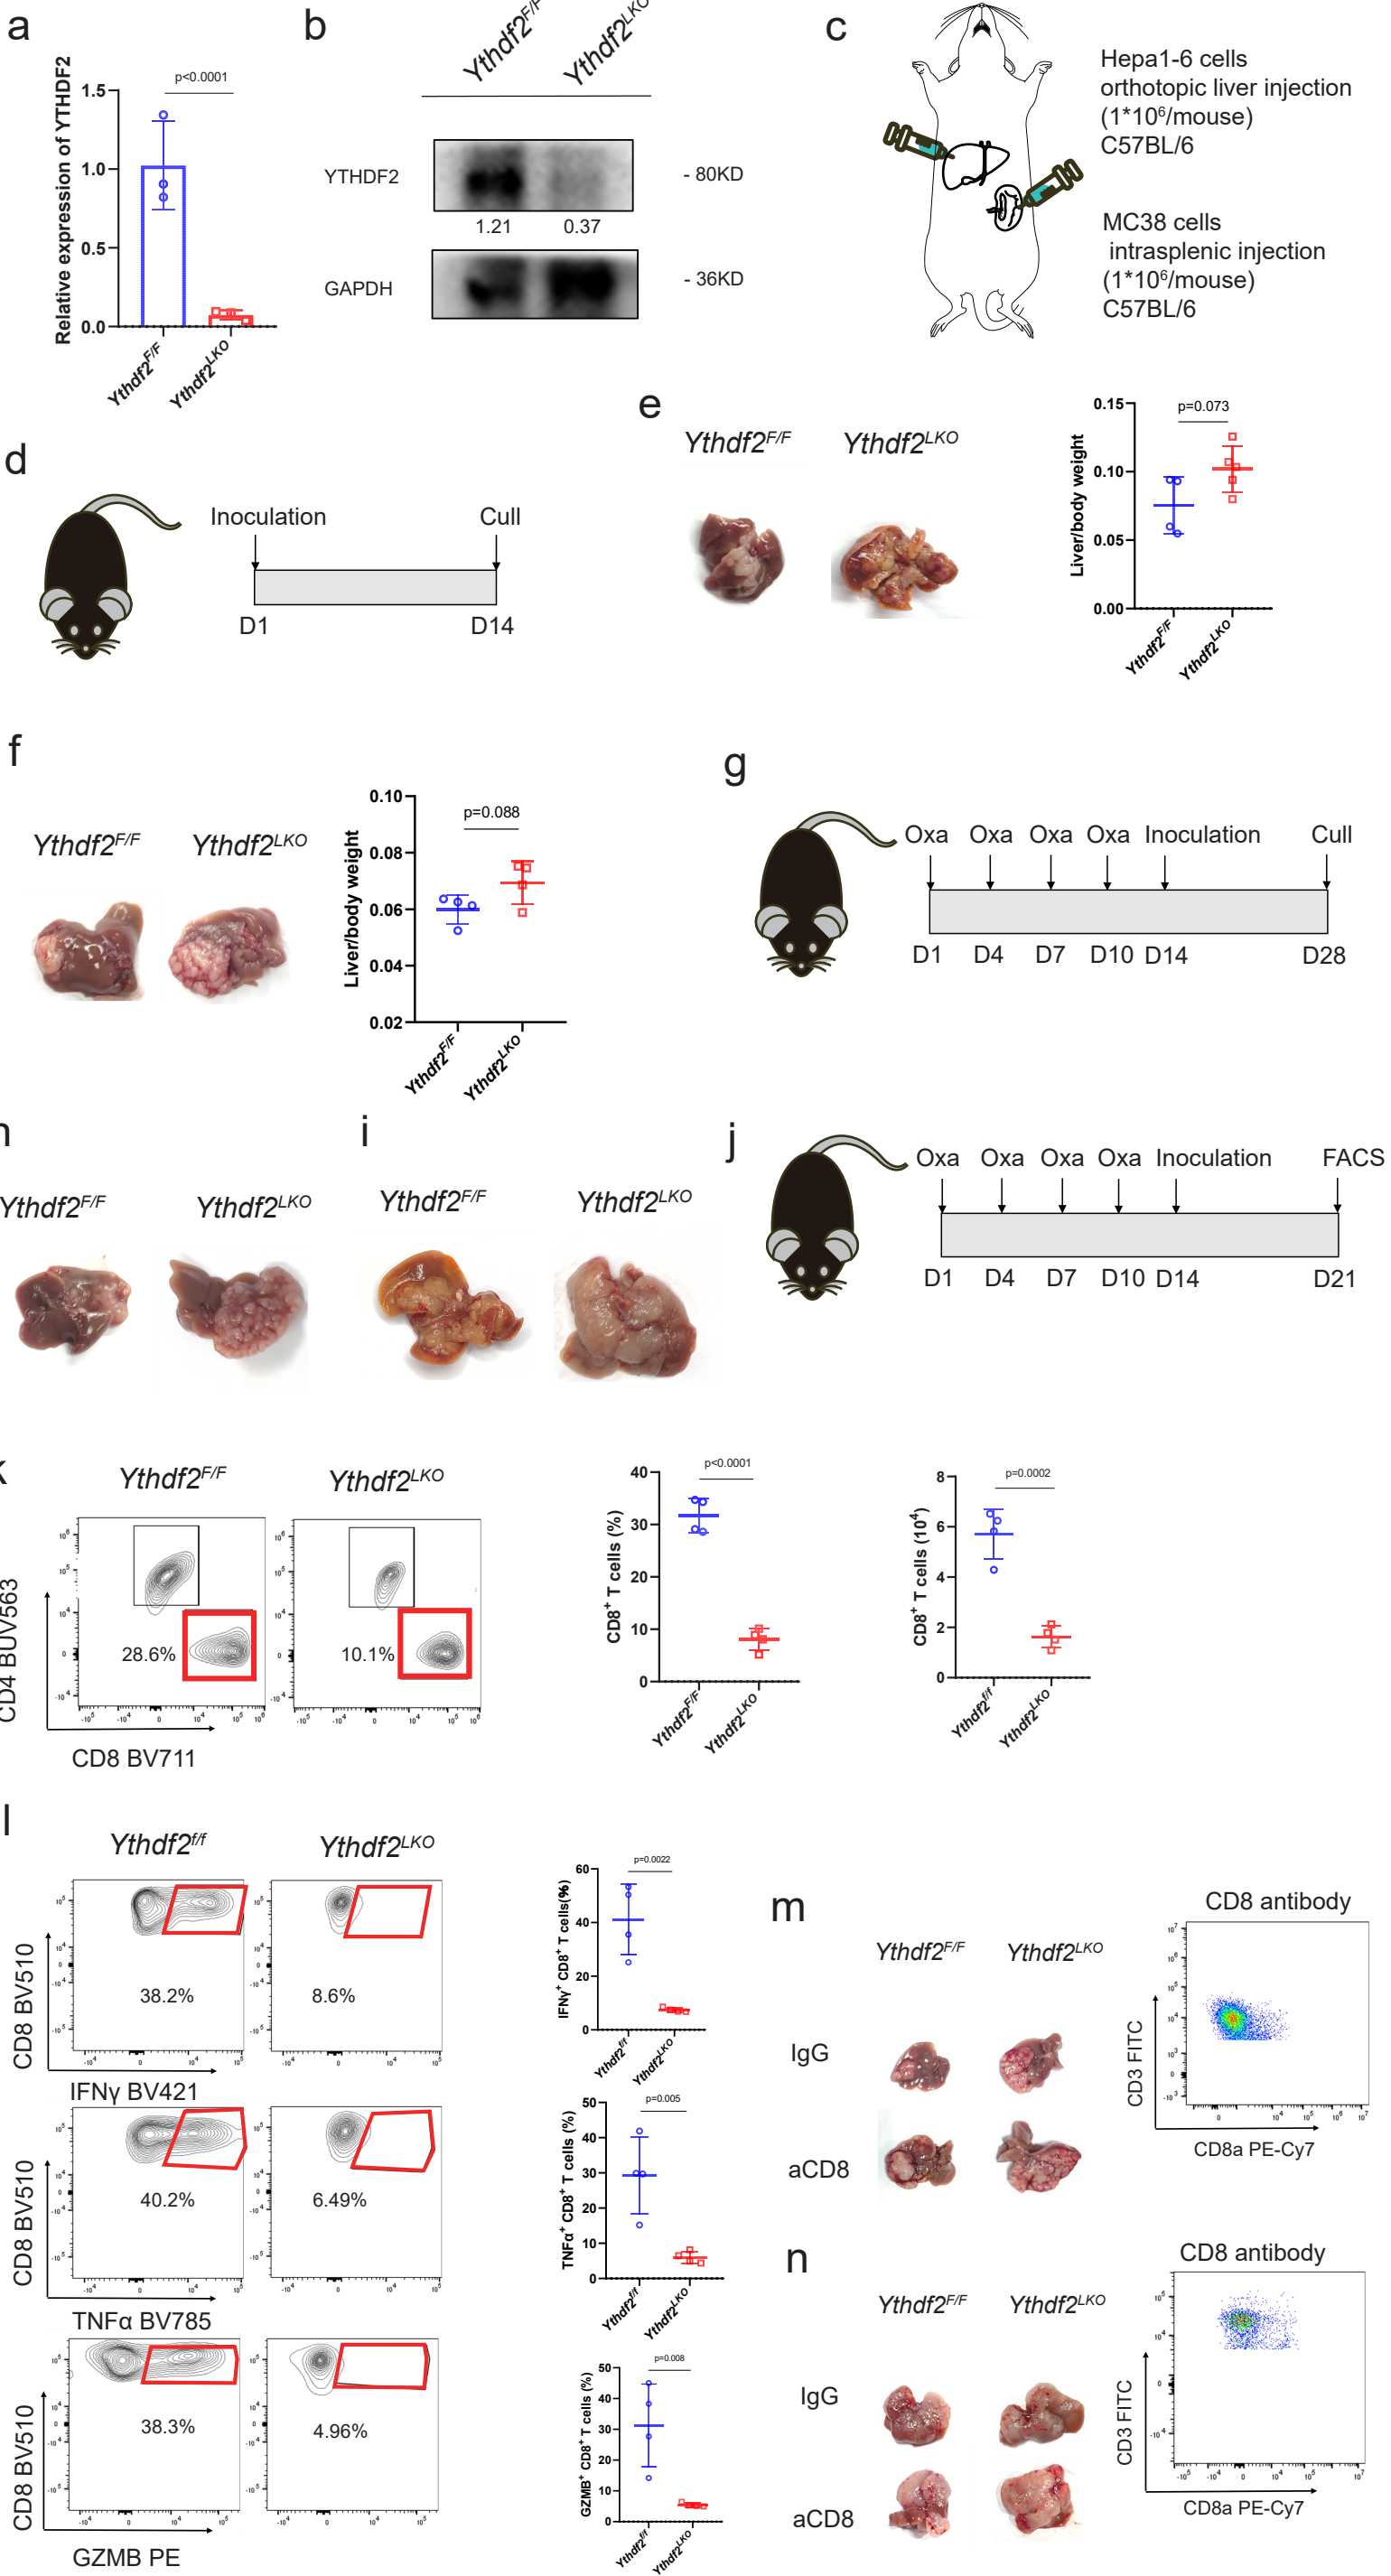 a
Relative expression of YTHDF2
p<0.0001
1.5
1.0
0.5
0.0
Ythdf2F/F
Ythdf2LKO
b
Ythdf2F/F
Ythdf2LKO
YTHDF2
- 80KD
1.21
0.37
GAPDH
- 36KD
c
Hepa1-6 cells
orthotopic liver injection
(1*10⁶/mouse)
C57BL/6
MC38 cells
intrasplenic injection
(1*10⁶/mouse)
C57BL/6
d
Inoculation
Cull
D1
D14
e
Ythdf2F/F
Ythdf2LKO
Liver/body weight
p=0.073
0.15
0.10
0.05
0.00
Ythdf2F/F
Ythdf2LKO
f
Ythdf2F/F
Ythdf2LKO
Liver/body weight
p=0.088
0.10
0.08
0.06
0.04
0.02
Ythdf2F/F
Ythdf2LKO
g
Oxa Oxa Oxa Oxa Inoculation Cull
D1 D4 D7 D10 D14 D28
h
Ythdf2F/F
Ythdf2LKO
i
Ythdf2F/F
Ythdf2LKO
j
Oxa Oxa Oxa Oxa Inoculation FACS
D1 D4 D7 D10 D14 D21
k
Ythdf2F/F
Ythdf2LKO
CD4 BUV563
28.6%
10.1%
CD8 BV711
CD8⁺ T cells (%)
p<0.0001
40
30
20
10
0
Ythdf2F/F
Ythdf2LKO
CD8⁺ T cells (10⁴)
p=0.0002
8
6
4
2
0
Ythdf2f/f
Ythdf2LKO
l
Ythdf2f/f
Ythdf2LKO
CD8 BV510
38.2%
8.6%
IFNγ BV421
IFNγ⁺ CD8⁺ T cells(%)
p=0.0022
60
40
20
0
Ythdf2f/f
Ythdf2LKO
CD8 BV510
40.2%
6.49%
TNFα BV785
TNFα⁺ CD8⁺ T cells (%)
p=0.005
50
40
30
20
10
0
Ythdf2f/f
Ythdf2LKO
CD8 BV510
38.3%
4.96%
GZMB PE
GZMB⁺ CD8⁺ T cells (%)
p=0.008
50
40
30
20
10
0
Ythdf2f/f
Ythdf2LKO
m
Ythdf2F/F
Ythdf2LKO
IgG
aCD8
CD8 antibody
CD3 FITC
CD8a PE-Cy7
n
Ythdf2F/F
Ythdf2LKO
IgG
aCD8
CD8 antibody
CD3 FITC
CD8a PE-Cy7